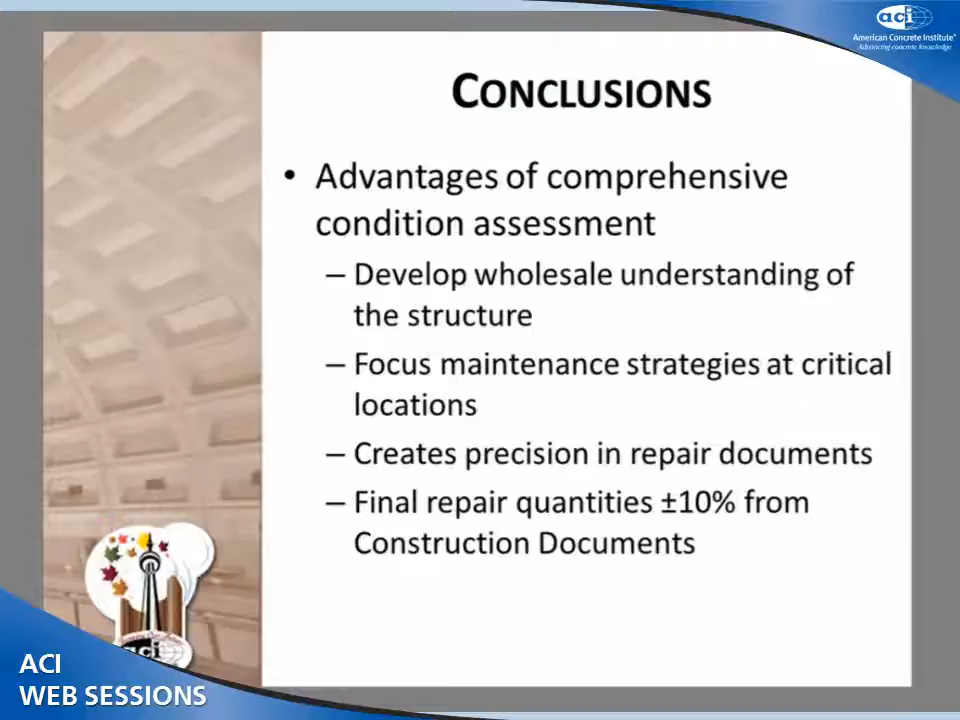 aci
American Concrete Institute®
Advancing concrete knowledge
CONCLUSIONS
• Advantages of comprehensive
condition assessment
– Develop wholesale understanding of
the structure
– Focus maintenance strategies at critical
locations
– Creates precision in repair documents
– Final repair quantities ±10% from
Construction Documents
aci
ACI
WEB SESSIONS